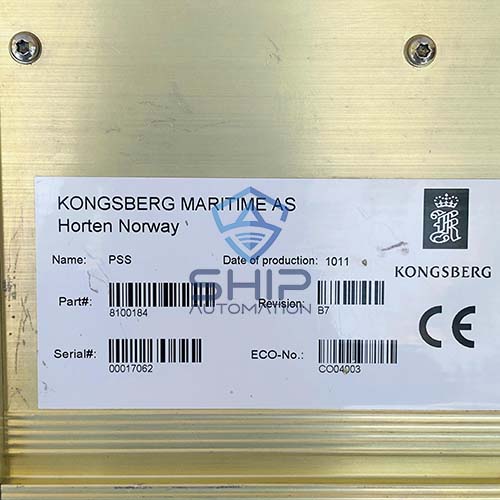 KONGSBERG MARITIME AS
Horten Norway
Name: PSS Date of production: 1011
KONGSBERG
SHIP
AUTOMATION
Part#: 8100184 Revision: B7
Serial#: 00017062 ECO-No.: CO04003
CE